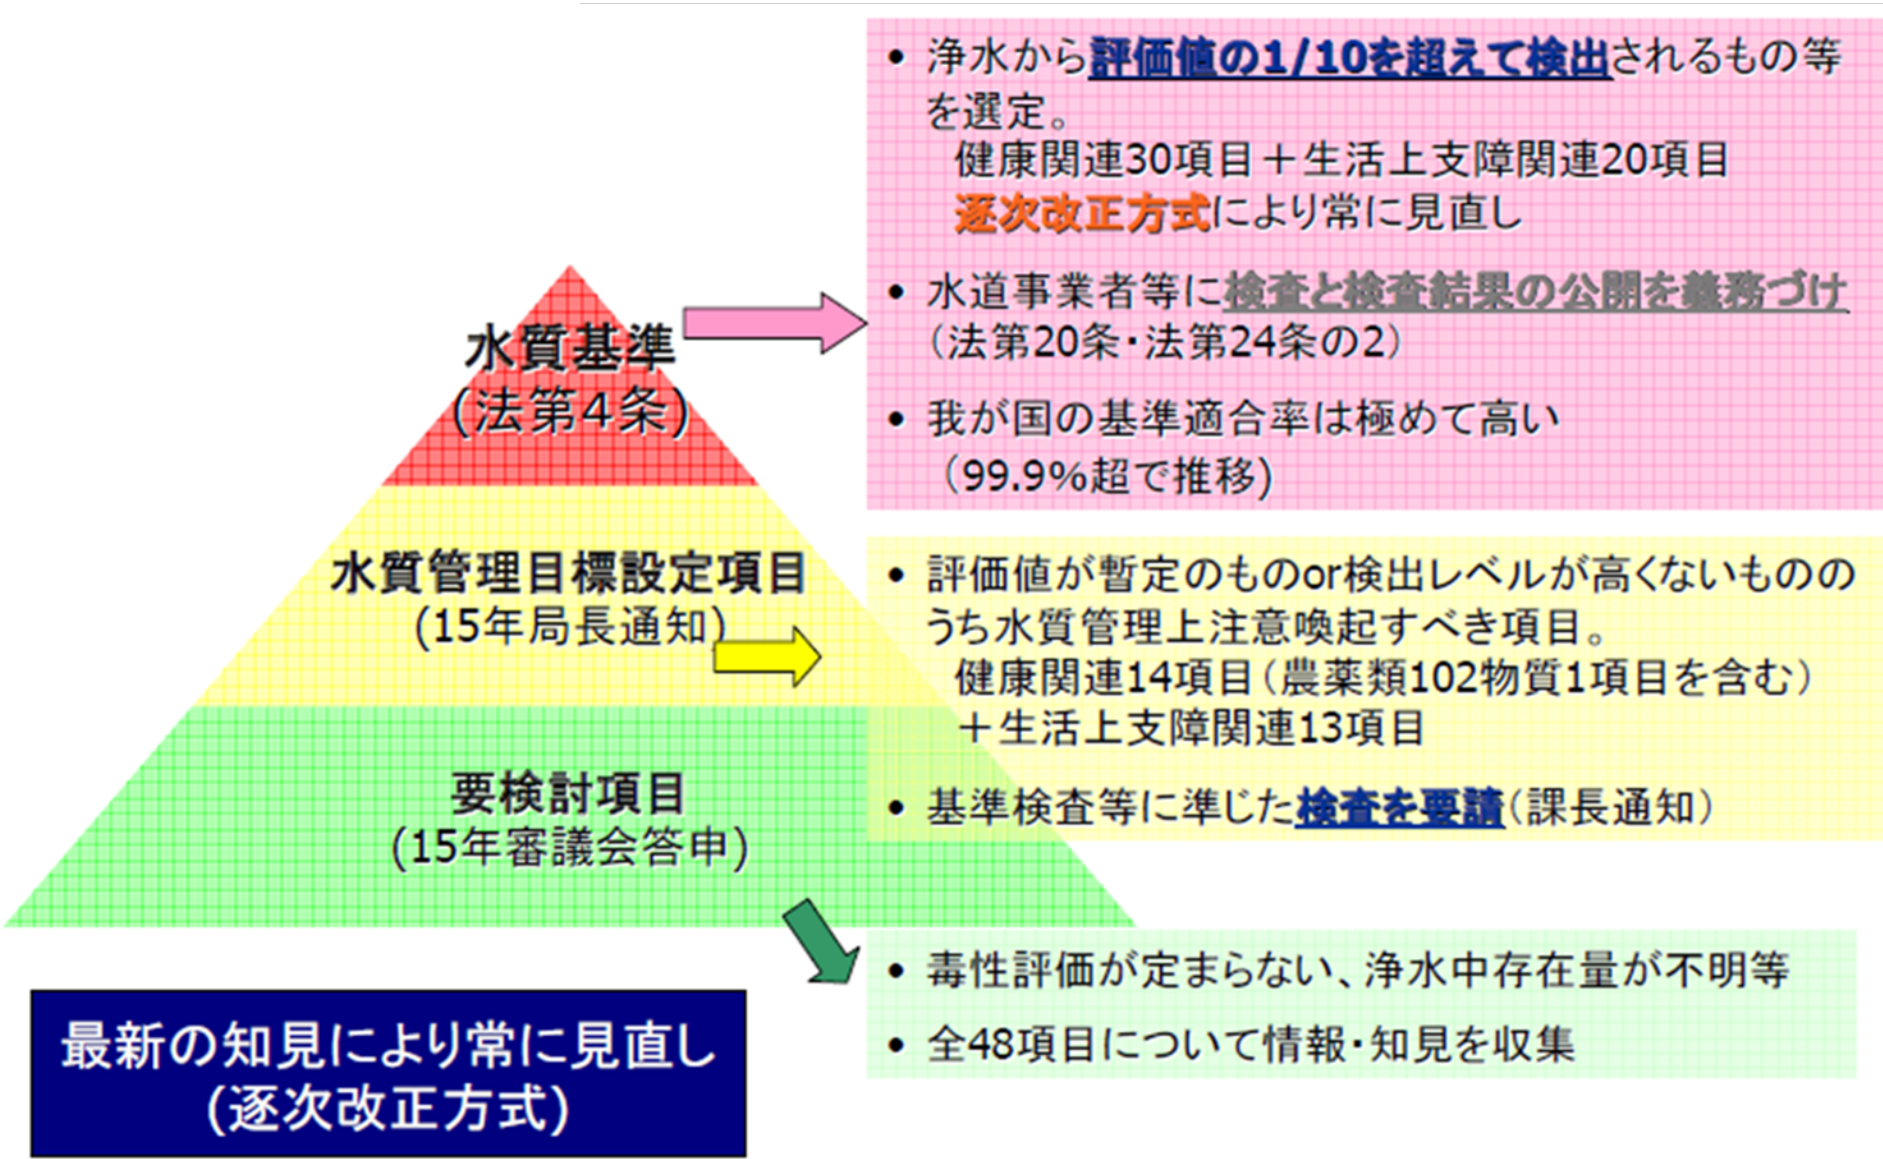 水質基準
(法第4条)
• 浄水から評価値の1/10を超えて検出されるもの等
を選定。
健康関連30項目＋生活上支障関連20項目
逐次改正方式により常に見直し
• 水道事業者等に検査と検査結果の公開を義務づけ
（法第20条・法第24条の2）
• 我が国の基準適合率は極めて高い
（99.9%超で推移)
水質管理目標設定項目
(15年局長通知)
• 評価値が暫定のものor検出レベルが高くないものの
うち水質管理上注意喚起すべき項目。
健康関連14項目（農薬類102物質1項目を含む）
＋生活上支障関連13項目
• 基準検査等に準じた検査を要請（課長通知）
要検討項目
(15年審議会答申)
• 毒性評価が定まらない、浄水中存在量が不明等
• 全48項目について情報・知見を収集
最新の知見により常に見直し
(逐次改正方式)